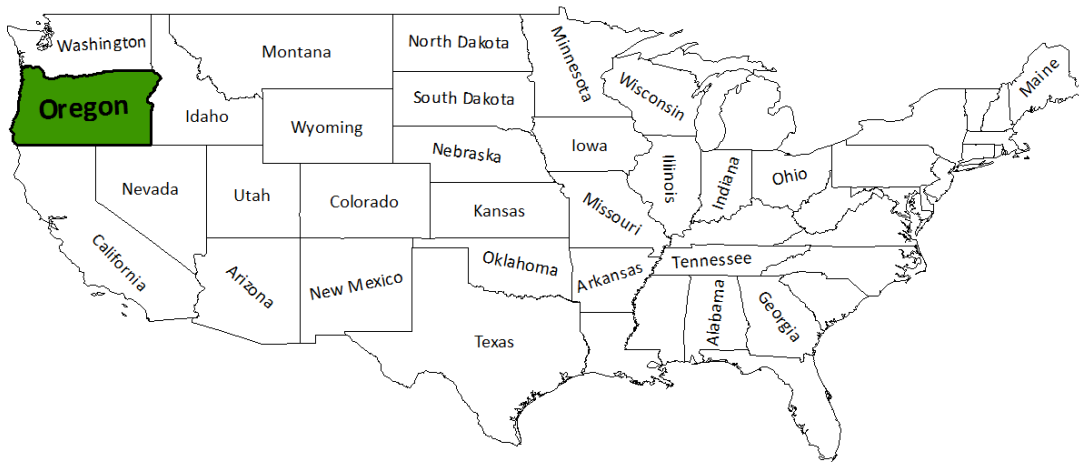 Washington
Montana
North Dakota
Minnesota
Maine
Oregon
Idaho
South Dakota
Wisconsin
Wyoming
Nebraska
Iowa
Illinois
Indiana
Ohio
Nevada
Utah
Colorado
Kansas
Missouri
California
Arizona
New Mexico
Oklahoma
Arkansas
Tennessee
Texas
Alabama
Georgia